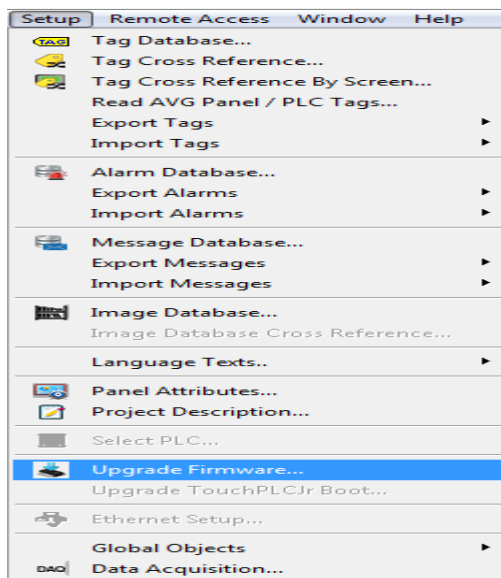 Setup Remote Access Window Help
TAG Tag Database...
Tag Cross Reference...
Tag Cross Reference By Screen...
Read AVG Panel / PLC Tags...
Export Tags
Import Tags
Alarm Database...
Export Alarms
Import Alarms
Message Database...
Export Messages
Import Messages
Image Database...
Image Database Cross Reference...
Language Texts..
Panel Attributes...
Project Description...
Select PLC...
Upgrade Firmware...
Upgrade TouchPLCJr Boot...
Ethernet Setup...
Global Objects
DAQ Data Acquisition...